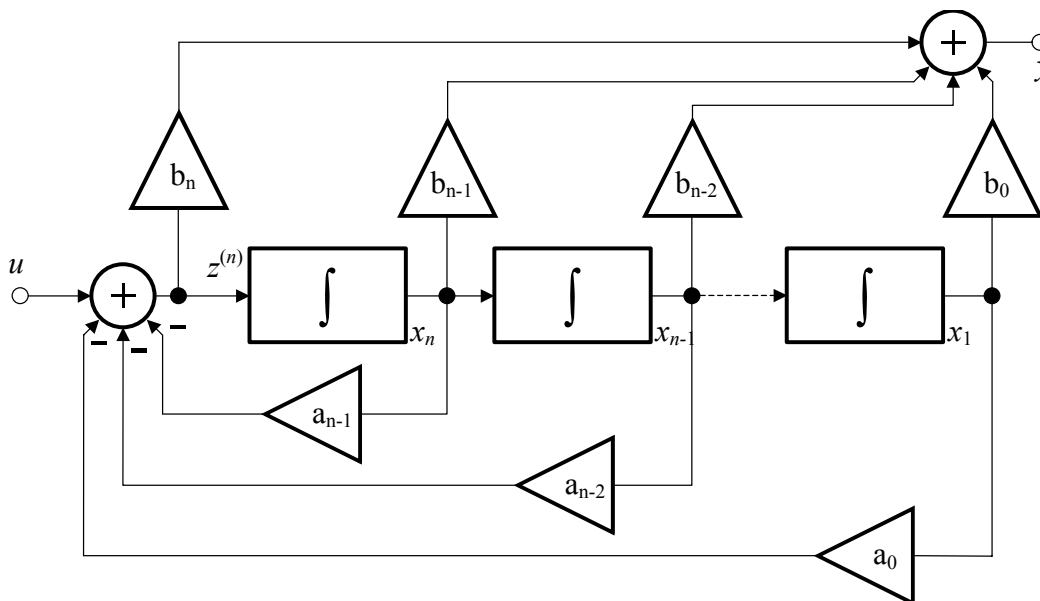 +
b_n
b_{n-1}
b_{n-2}
b_0
u
+
z^{(n)}
∫
∫
∫
x_n
x_{n-1}
x_1
−
−
−
a_{n-1}
a_{n-2}
a_0